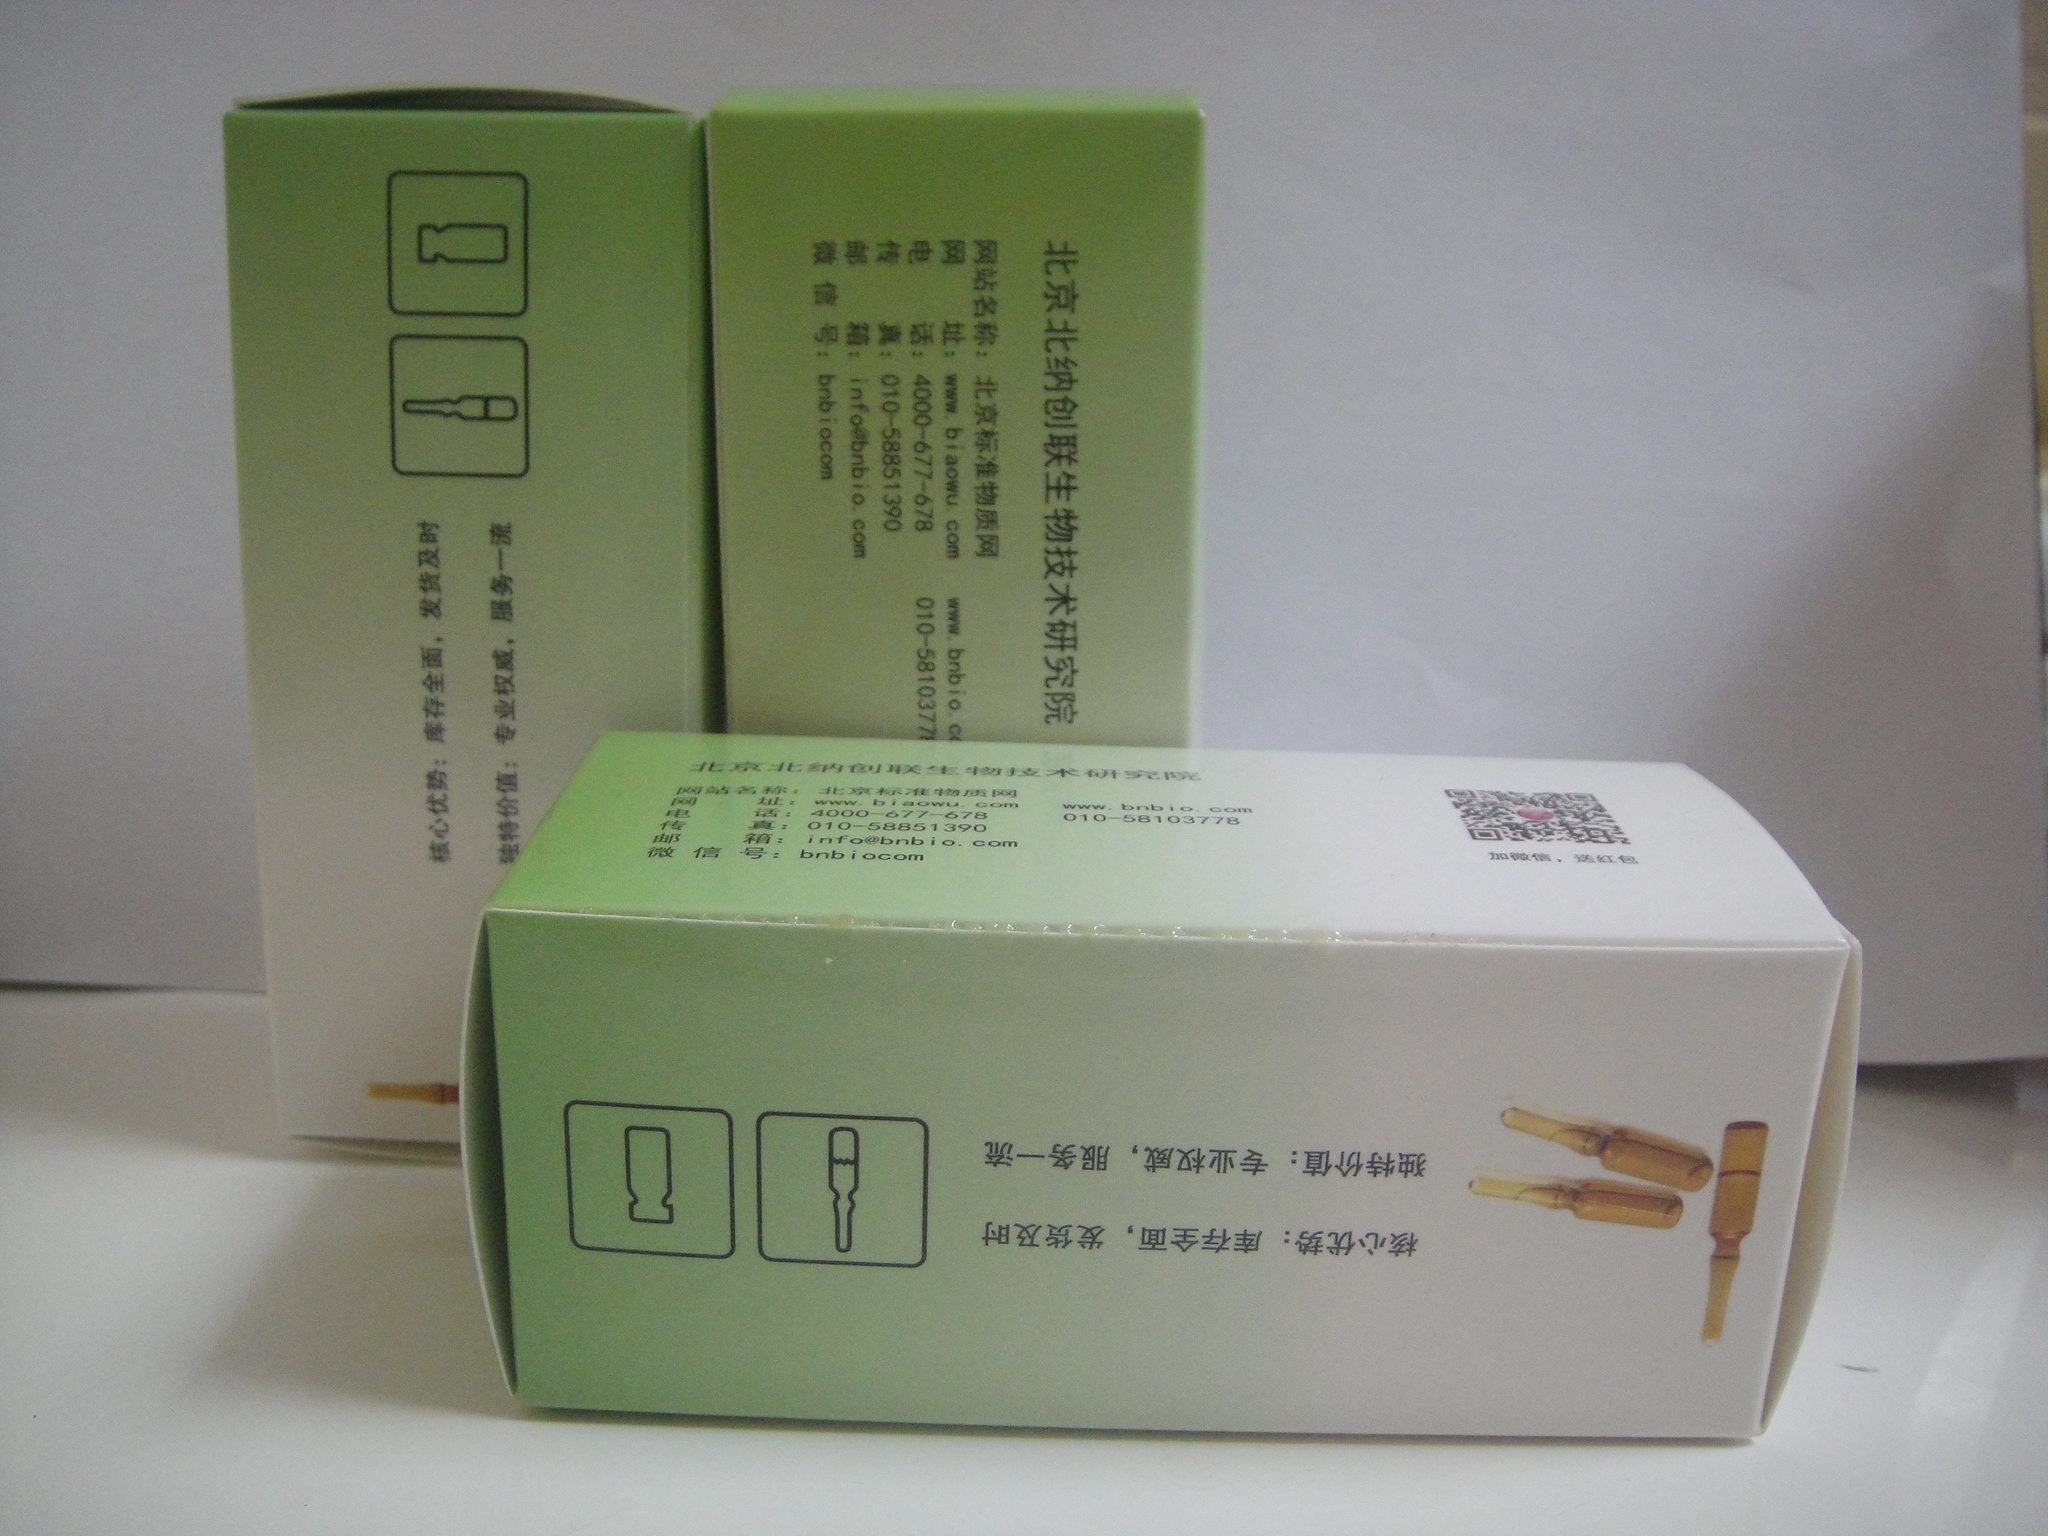 核心优势：库存全面，发货及时
独特价值：专业权威，服务一流
北京北纳创联生物技术研究院
网站名称：北京标准物质网
网 址：www.biaowu.com www.bnbio.co
电 话：4000-677-678 010-58103778
传 真：010-58851390
邮 箱：info@bnbio.com
微 信 号：bnbiocom
北京北纳创联生物技术研究院
网站名称：北京标准物质网
网 址：www.biaowu.com www.bnbio.com
电 话：4000-677-678 010-58103778
传 真：010-58851390
邮 箱：info@bnbio.com
微 信 号：bnbiocom
加微信，送红包
核心优势：库存全面，发货及时
独特价值：专业权威，服务一流